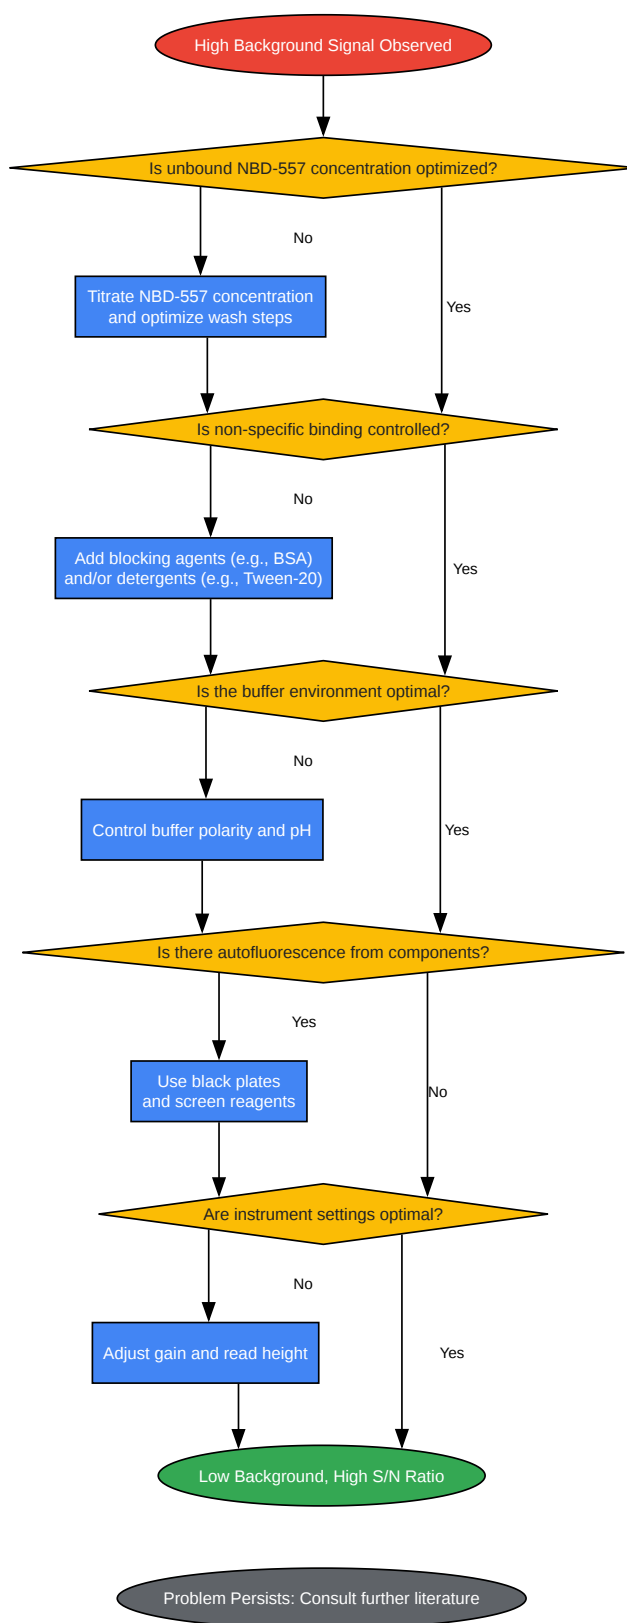 High Background Signal Observed
Is unbound NBD-557 concentration optimized?
No
Titrate NBD-557 concentration
and optimize wash steps
Yes
Is non-specific binding controlled?
No
Add blocking agents (e.g., BSA)
and/or detergents (e.g., Tween-20)
Yes
Is the buffer environment optimal?
No
Control buffer polarity and pH
Yes
Is there autofluorescence from components?
Yes
Use black plates
and screen reagents
No
Are instrument settings optimal?
No
Adjust gain and read height
Yes
Low Background, High S/N Ratio
Problem Persists: Consult further literature